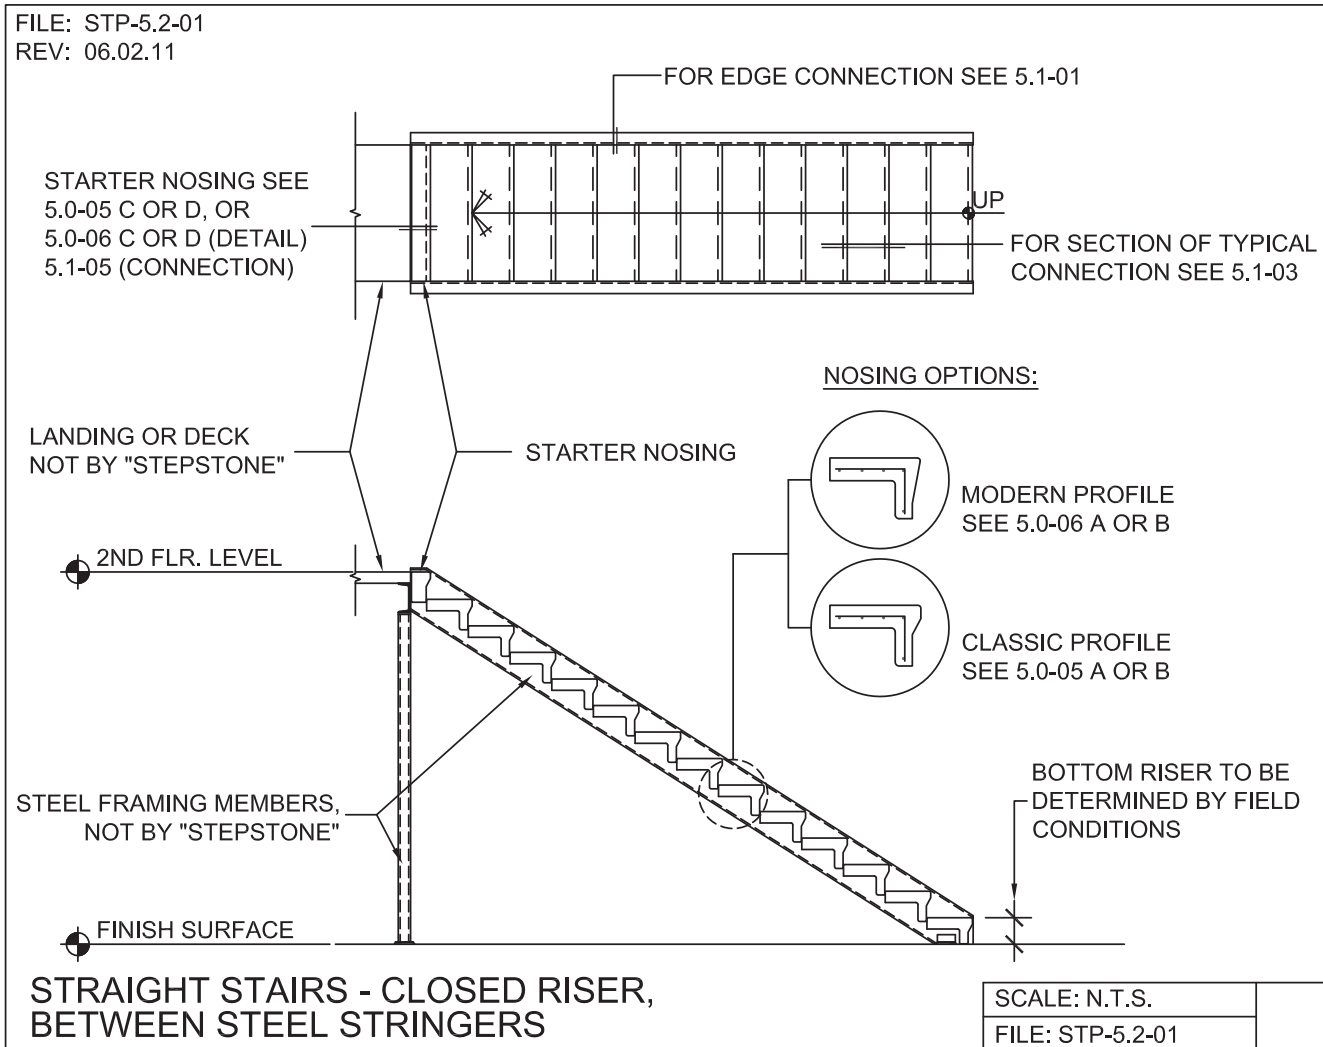 FILE: STP-5.2-01
REV: 06.02.11
FOR EDGE CONNECTION SEE 5.1-01
STARTER NOSING SEE
5.0-05 C OR D, OR
5.0-06 C OR D (DETAIL)
5.1-05 (CONNECTION)
UP
FOR SECTION OF TYPICAL
CONNECTION SEE 5.1-03
NOSING OPTIONS:
LANDING OR DECK
NOT BY "STEPSTONE"
STARTER NOSING
MODERN PROFILE
SEE 5.0-06 A OR B
2ND FLR. LEVEL
CLASSIC PROFILE
SEE 5.0-05 A OR B
STEEL FRAMING MEMBERS,
NOT BY "STEPSTONE"
BOTTOM RISER TO BE
DETERMINED BY FIELD
CONDITIONS
FINISH SURFACE
STRAIGHT STAIRS - CLOSED RISER,
BETWEEN STEEL STRINGERS
SCALE: N.T.S.
FILE: STP-5.2-01